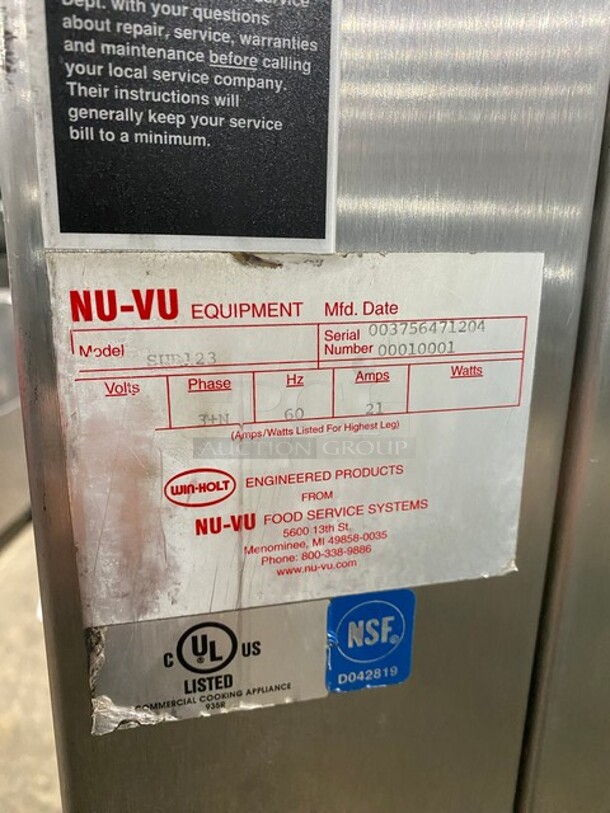 Dept. with your questions
about repair, service, warranties
and maintenance before calling
your local service company.
Their instructions will
generally keep your service
bill to a minimum.
NU-VU EQUIPMENT Mfd. Date
Model SUB123
Serial Number 003756471204 00010001
Volts Phase Hz Amps Watts
3+N 60 21
(Amps/Watts Listed For Highest Leg)
AUCTION GROUP
WIN-HOLT ENGINEERED PRODUCTS
FROM
NU-VU FOOD SERVICE SYSTEMS
5600 13th St.
Menominee, MI 49858-0035
Phone: 800-338-9886
www.nu-vu.com
C UL US
LISTED
COMMERCIAL COOKING APPLIANCE
935R
NSF
D042819